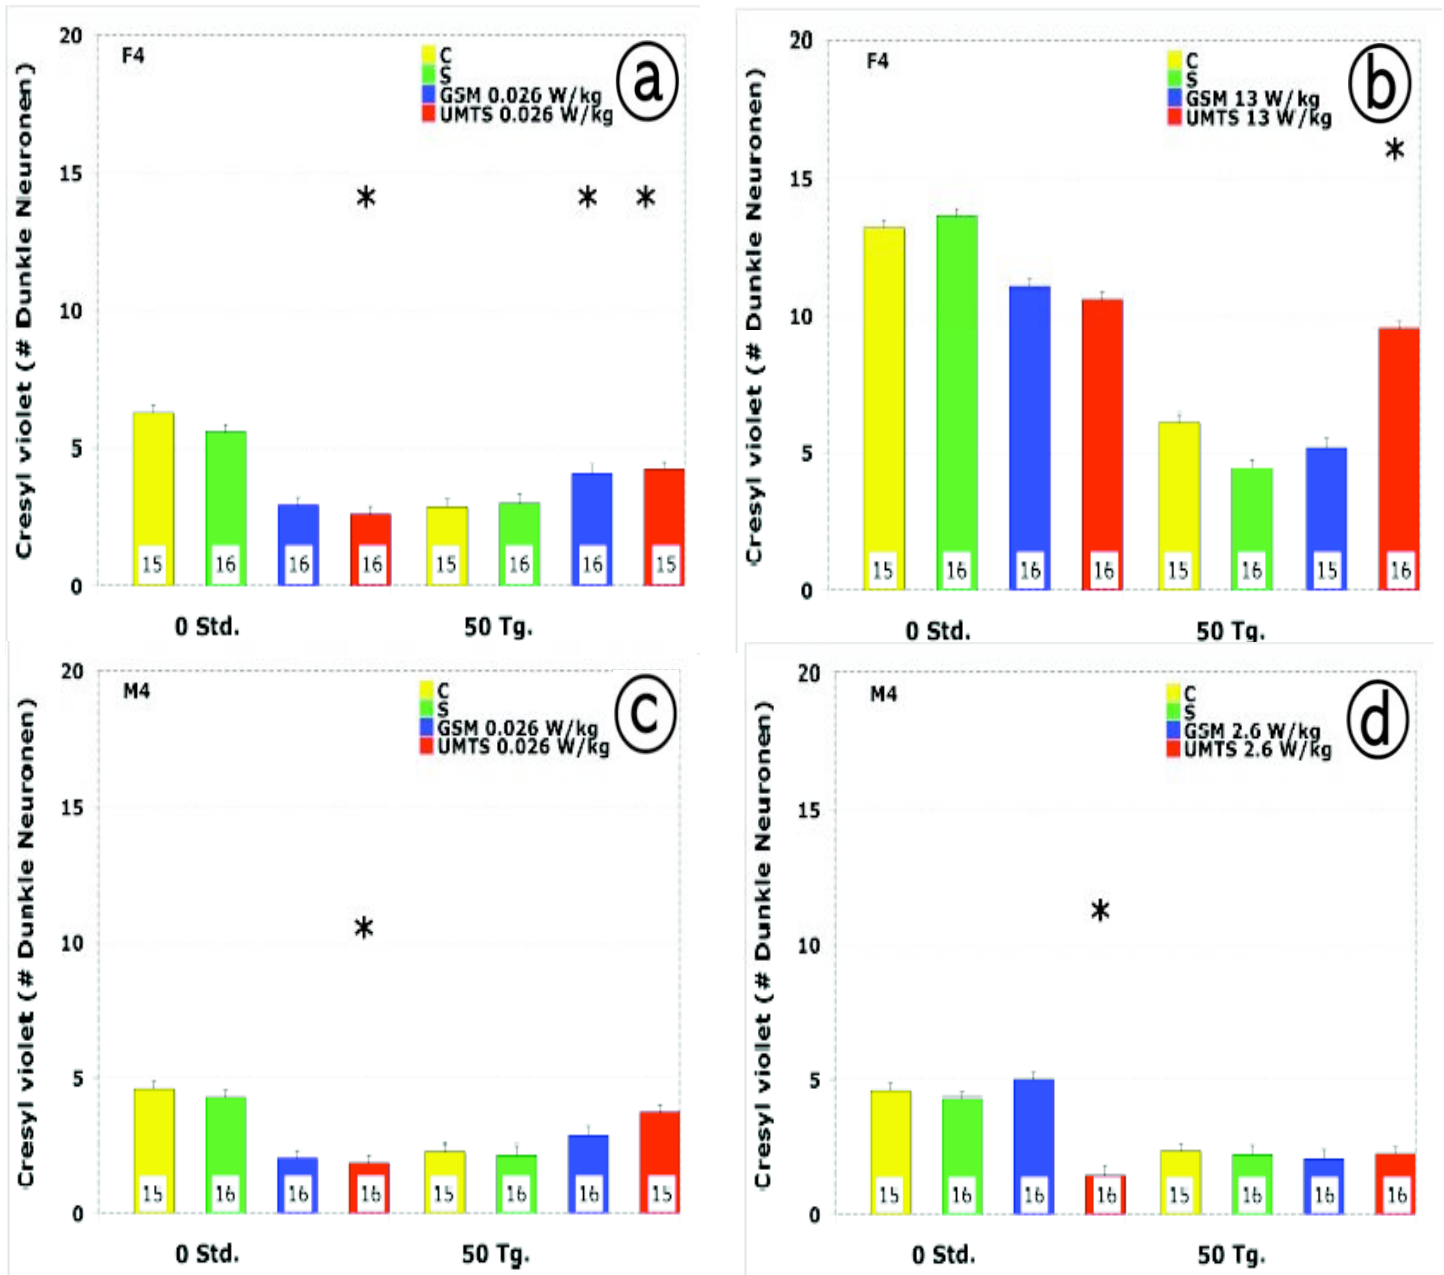 20
15
10
5
0
Cresyl violet (# Dunkle Neuronen)
F4
C
S
GSM 0.026 W/kg
UMTS 0.026 W/kg
a
* * *
15 16 16 16 15 16 16 15
0 Std. 50 Tg.
20
15
10
5
0
Cresyl violet (# Dunkle Neuronen)
F4
C
S
GSM 13 W/kg
UMTS 13 W/kg
b
*
15 16 16 16 15 16 15 16
0 Std. 50 Tg.
20
15
10
5
0
Cresyl violet (# Dunkle Neuronen)
M4
C
S
GSM 0.026 W/kg
UMTS 0.026 W/kg
c
*
15 16 16 16 15 16 16 15
0 Std. 50 Tg.
20
15
10
5
0
Cresyl violet (# Dunkle Neuronen)
M4
C
S
GSM 2.6 W/kg
UMTS 2.6 W/kg
d
*
15 16 16 16 15 16 16 16
0 Std. 50 Tg.